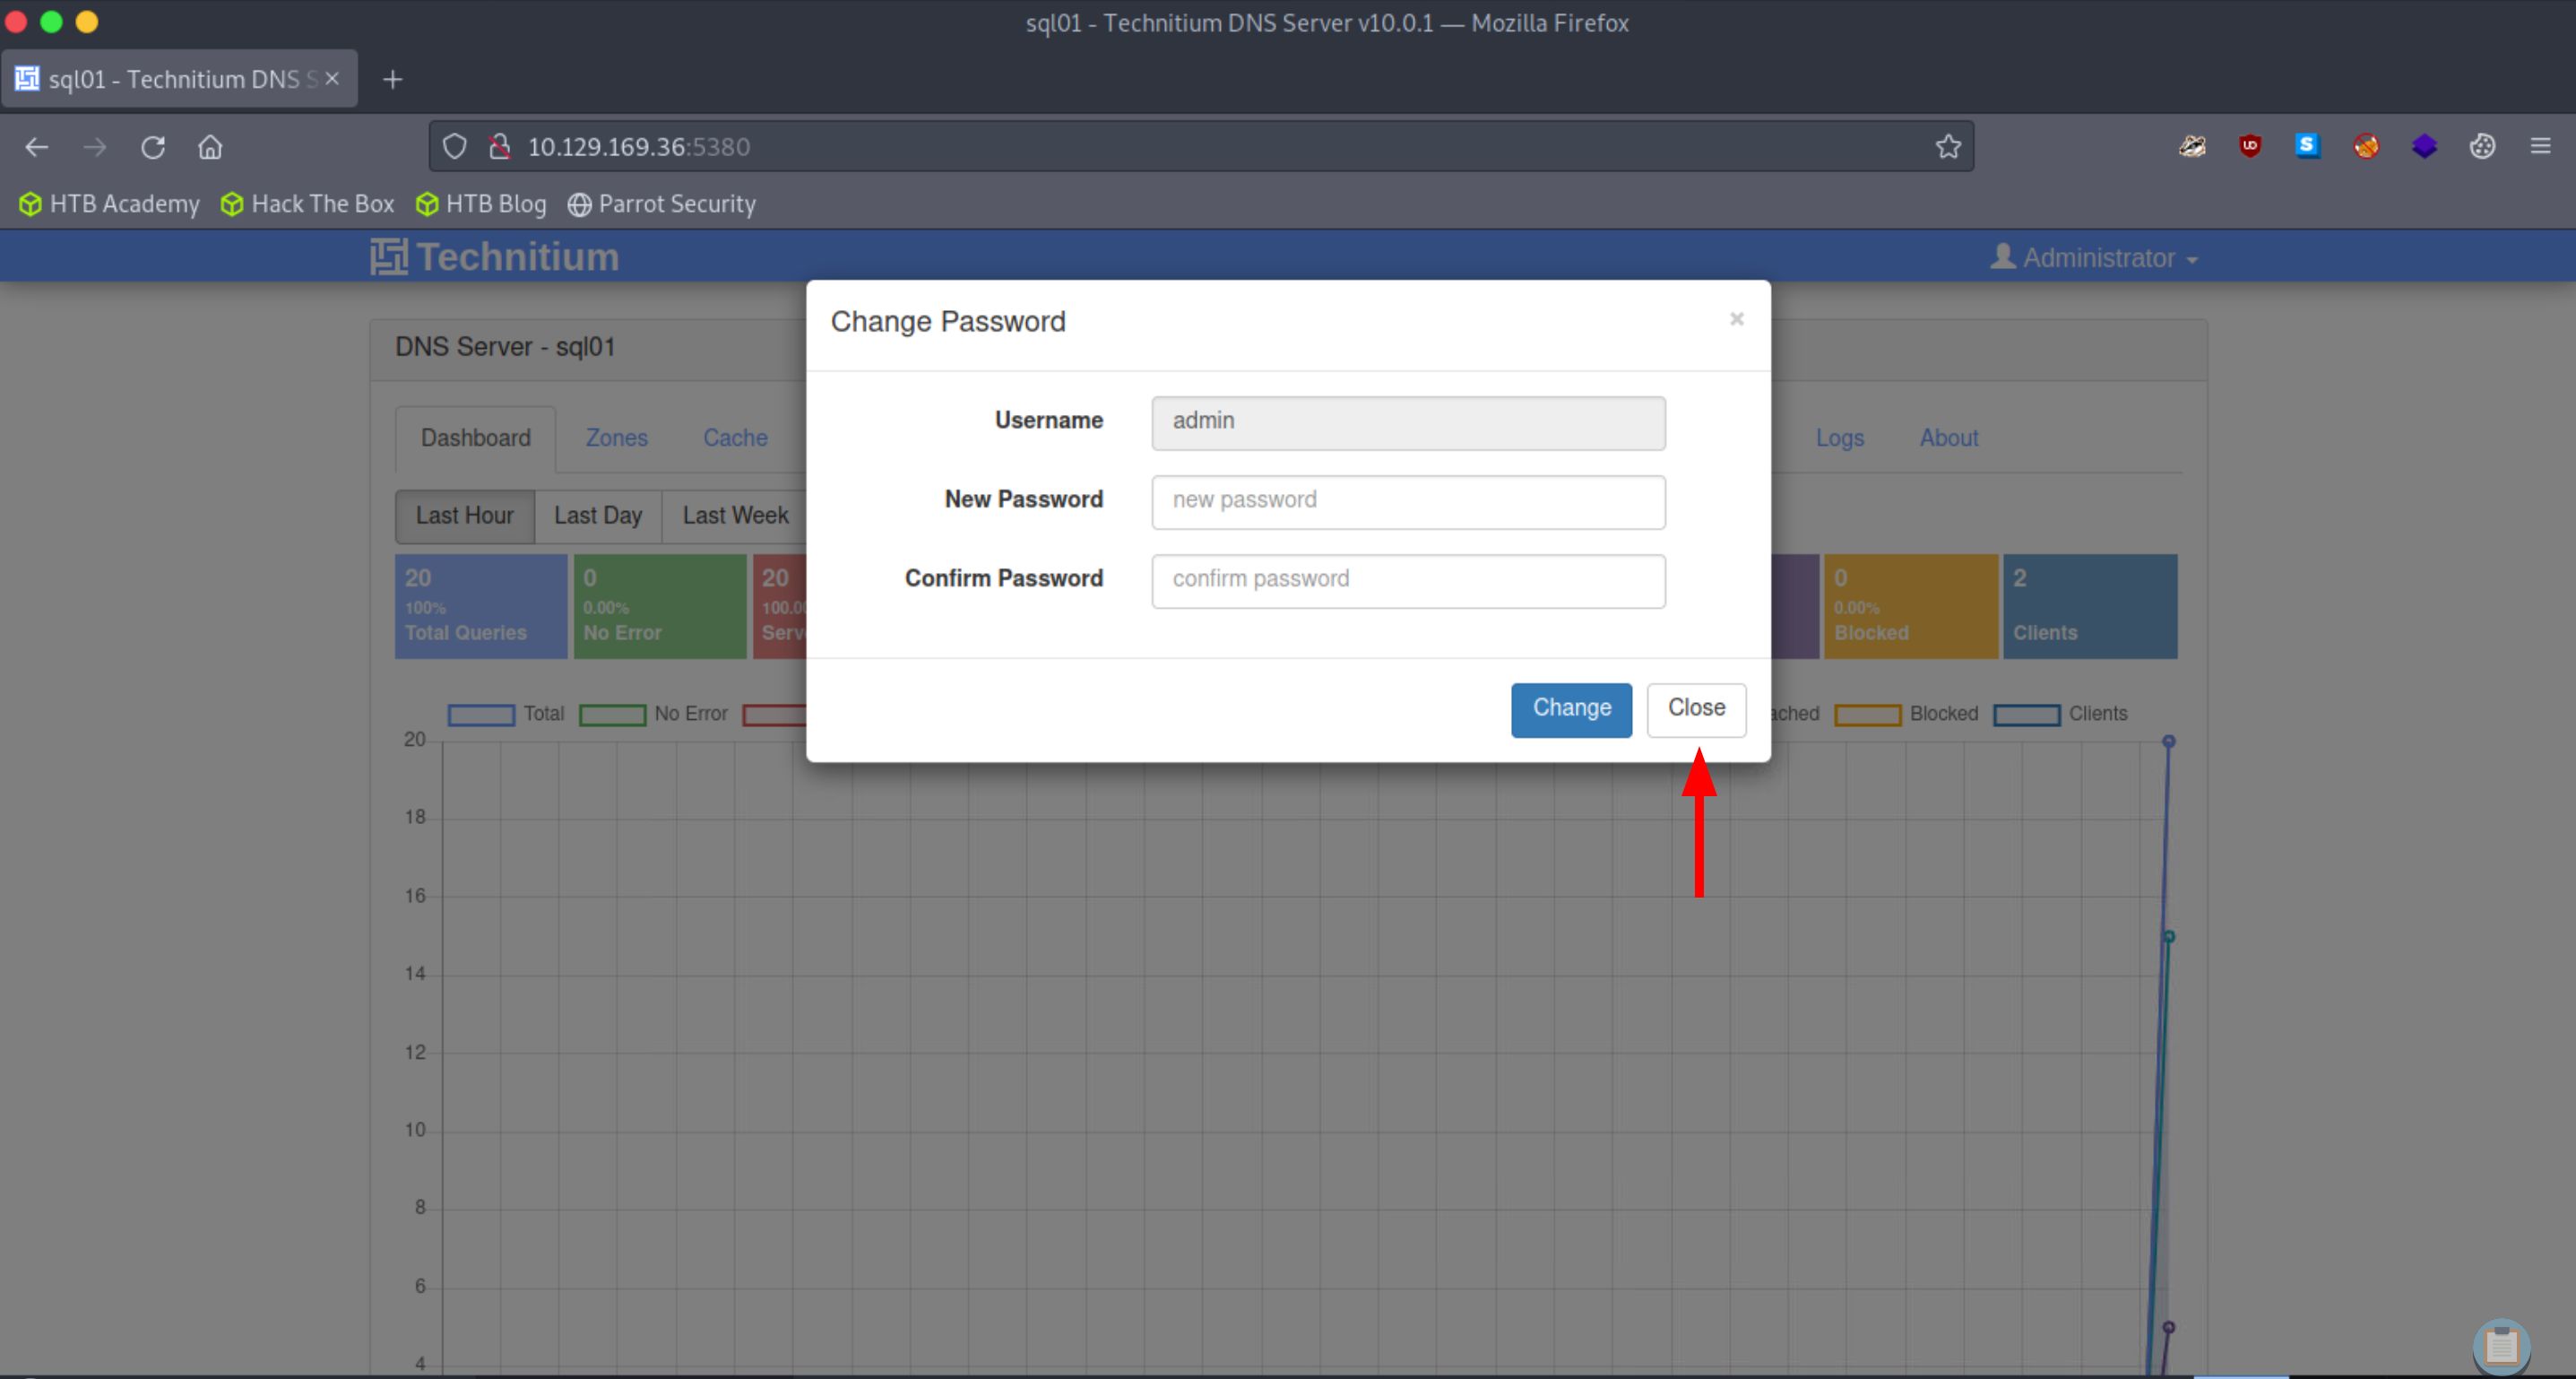 sql01 - Technitium DNS Server v10.0.1 — Mozilla Firefox
sql01 - Technitium DNS S
10.129.169.36:5380
HTB Academy Hack The Box HTB Blog Parrot Security
Technitium Administrator
Change Password ×
DNS Server - sql01
Username admin
Dashboard Zones Cache Logs About
New Password new password
Last Hour Last Day Last Week
Confirm Password confirm password
20 0 20 0 2
100% 0.00% 100.00 0.00%
Total Queries No Error Serv Blocked Clients
Change Close
Total No Error ached Blocked Clients
20
18
16
14
12
10
8
6
4